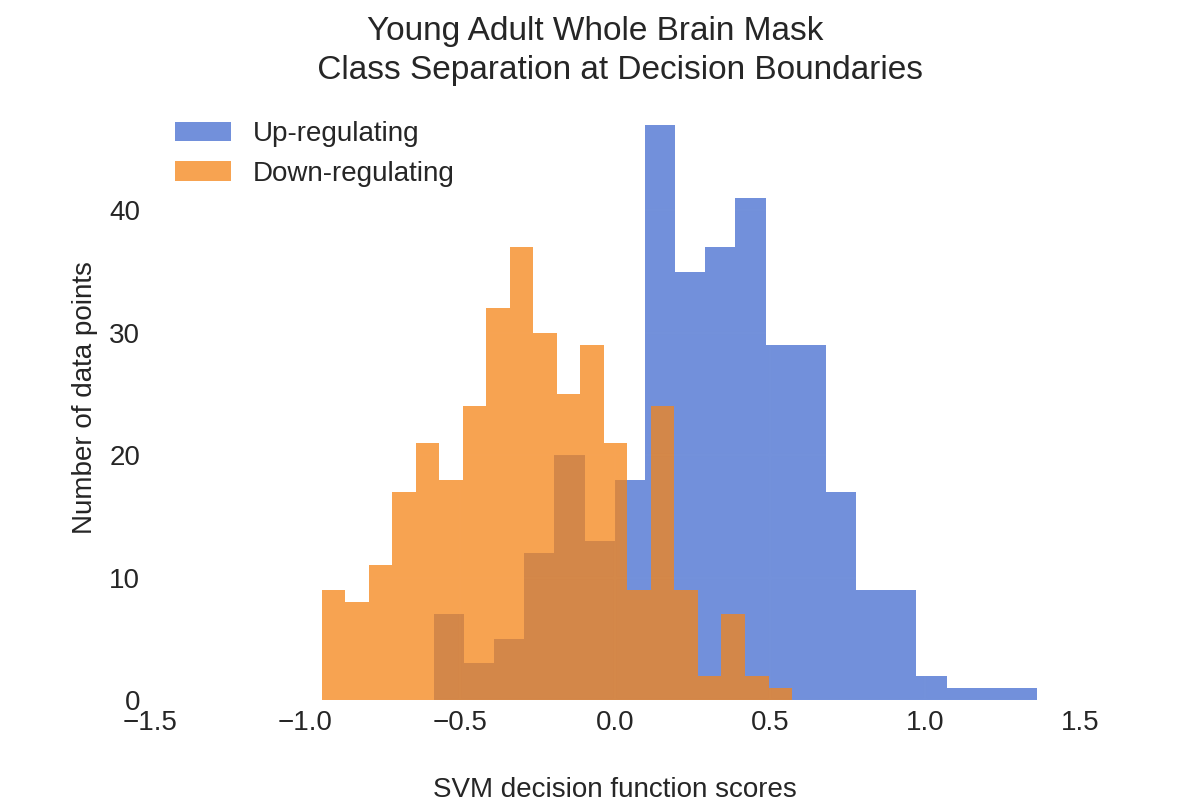 Young Adult Whole Brain Mask
Class Separation at Decision Boundaries
Up-regulating
Down-regulating
Number of data points
40
30
20
10
0
−1.5 −1.0 −0.5 0.0 0.5 1.0 1.5
SVM decision function scores